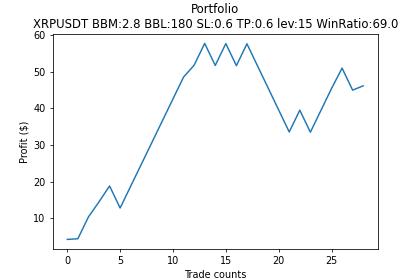 Portfolio
XRPUSDT BBM:2.8 BBL:180 SL:0.6 TP:0.6 lev:15 WinRatio:69.0
60
50
40
30
20
10
Profit ($)
0 5 10 15 20 25
Trade counts